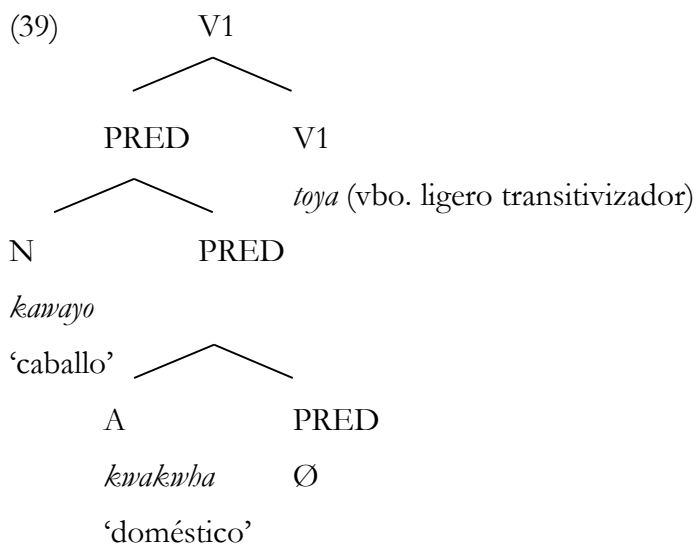 (39) V1
PRED V1
toya (vbo. ligero transitivizador)
N PRED
kawayo
‘caballo’
A PRED
kwakwha Ø
‘doméstico’